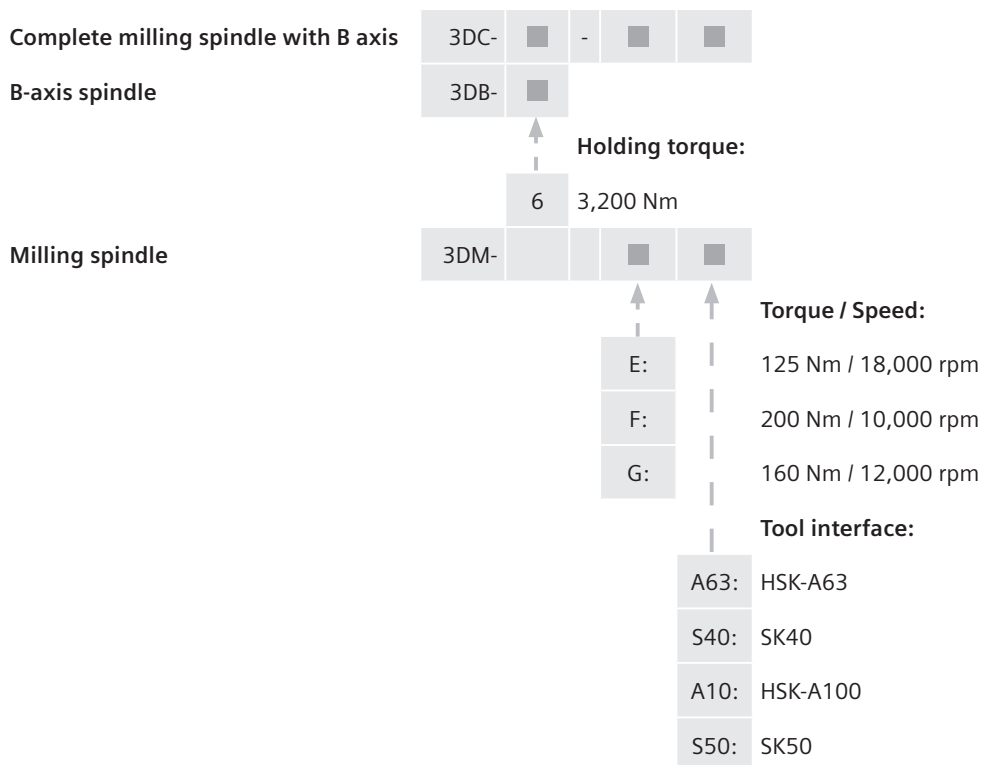 Complete milling spindle with B axis 3DC- -
B-axis spindle 3DB-
Holding torque:
6 3,200 Nm
Milling spindle 3DM-
Torque / Speed:
E: 125 Nm / 18,000 rpm
F: 200 Nm / 10,000 rpm
G: 160 Nm / 12,000 rpm
Tool interface:
A63: HSK-A63
S40: SK40
A10: HSK-A100
S50: SK50